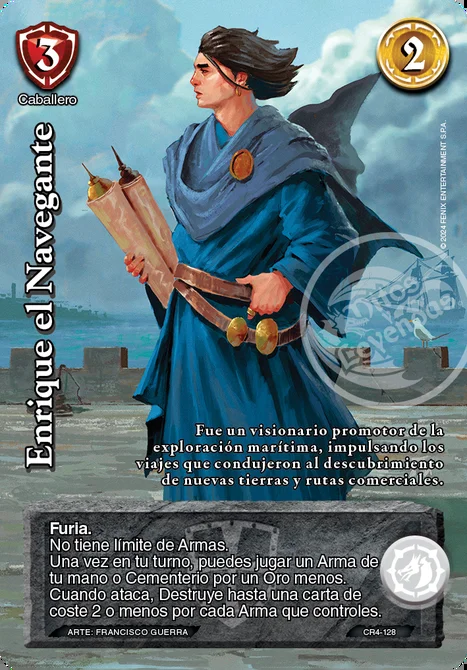 3
2
Caballero
Enrique el Navegante
© 2024 FENIX ENTERTAINMENT S.P.A.
Mitos
y
Leyendas
Fue un visionario promotor de la
exploración marítima, impulsando los
viajes que condujeron al descubrimiento
de nuevas tierras y rutas comerciales.
Furia.
No tiene límite de Armas.
Una vez en tu turno, puedes jugar un Arma de
tu mano o Cementerio por un Oro menos.
Cuando ataca, Destruye hasta una carta de
coste 2 o menos por cada Arma que controles.
ARTE: FRANCISCO GUERRA
CR4-128